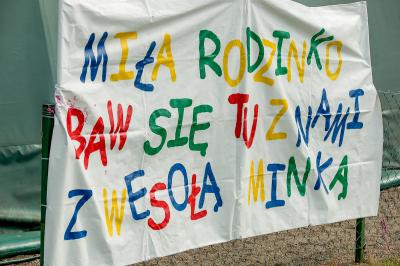 MIŁA RODZINKO
BAW SIĘ TU Z NAMI
Z WESOŁĄ MINKĄ